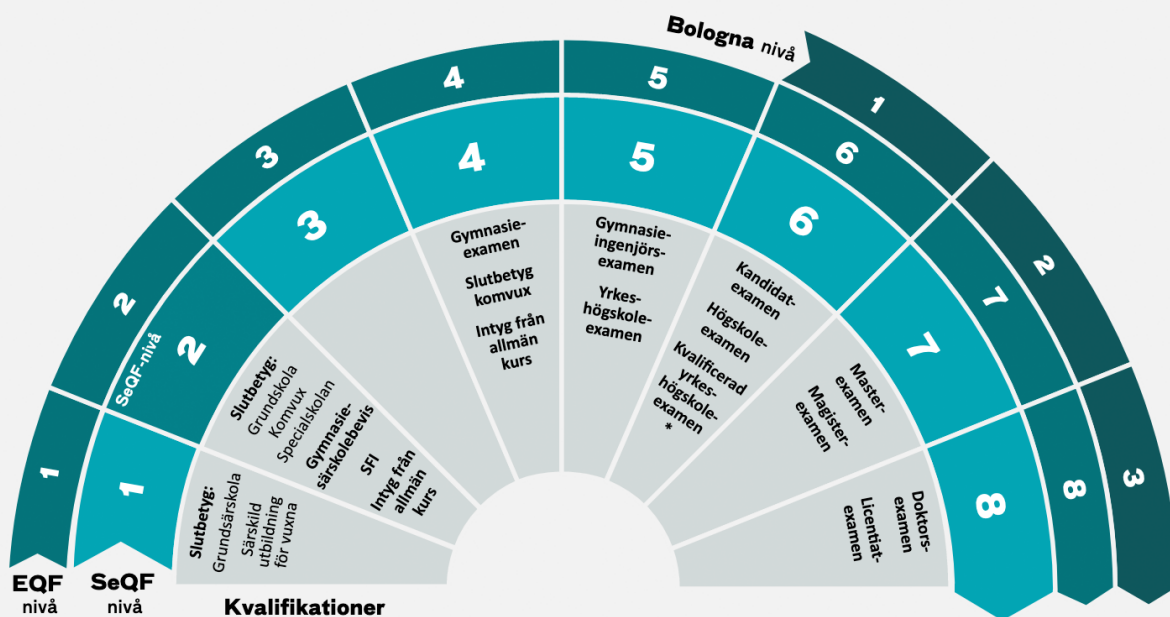 Bologna nivå
1
2
3
1
2
3
4
5
6
7
8
SeQF-nivå
1
2
3
4
5
6
7
8
Slutbetyg:
Grundsärskola
Särskild
utbildning
för vuxna
Slutbetyg:
Grundskola
Komvux
Specialskolan
Gymnasie-
särskolebevis
SFI
Intyg från
allmän
kurs
Gymnasie-
examen
Slutbetyg
komvux
Intyg från
allmän
kurs
Gymnasie-
ingenjörs-
examen
Yrkes-
högskole-
examen
Kandidat-
examen
Högskole-
examen
Kvalificerad
yrkes-
högskole-
examen
*
Master-
examen
Magister-
examen
Doktors-
examen
Licentiat-
examen
EQF
nivå
SeQF
nivå
Kvalifikationer